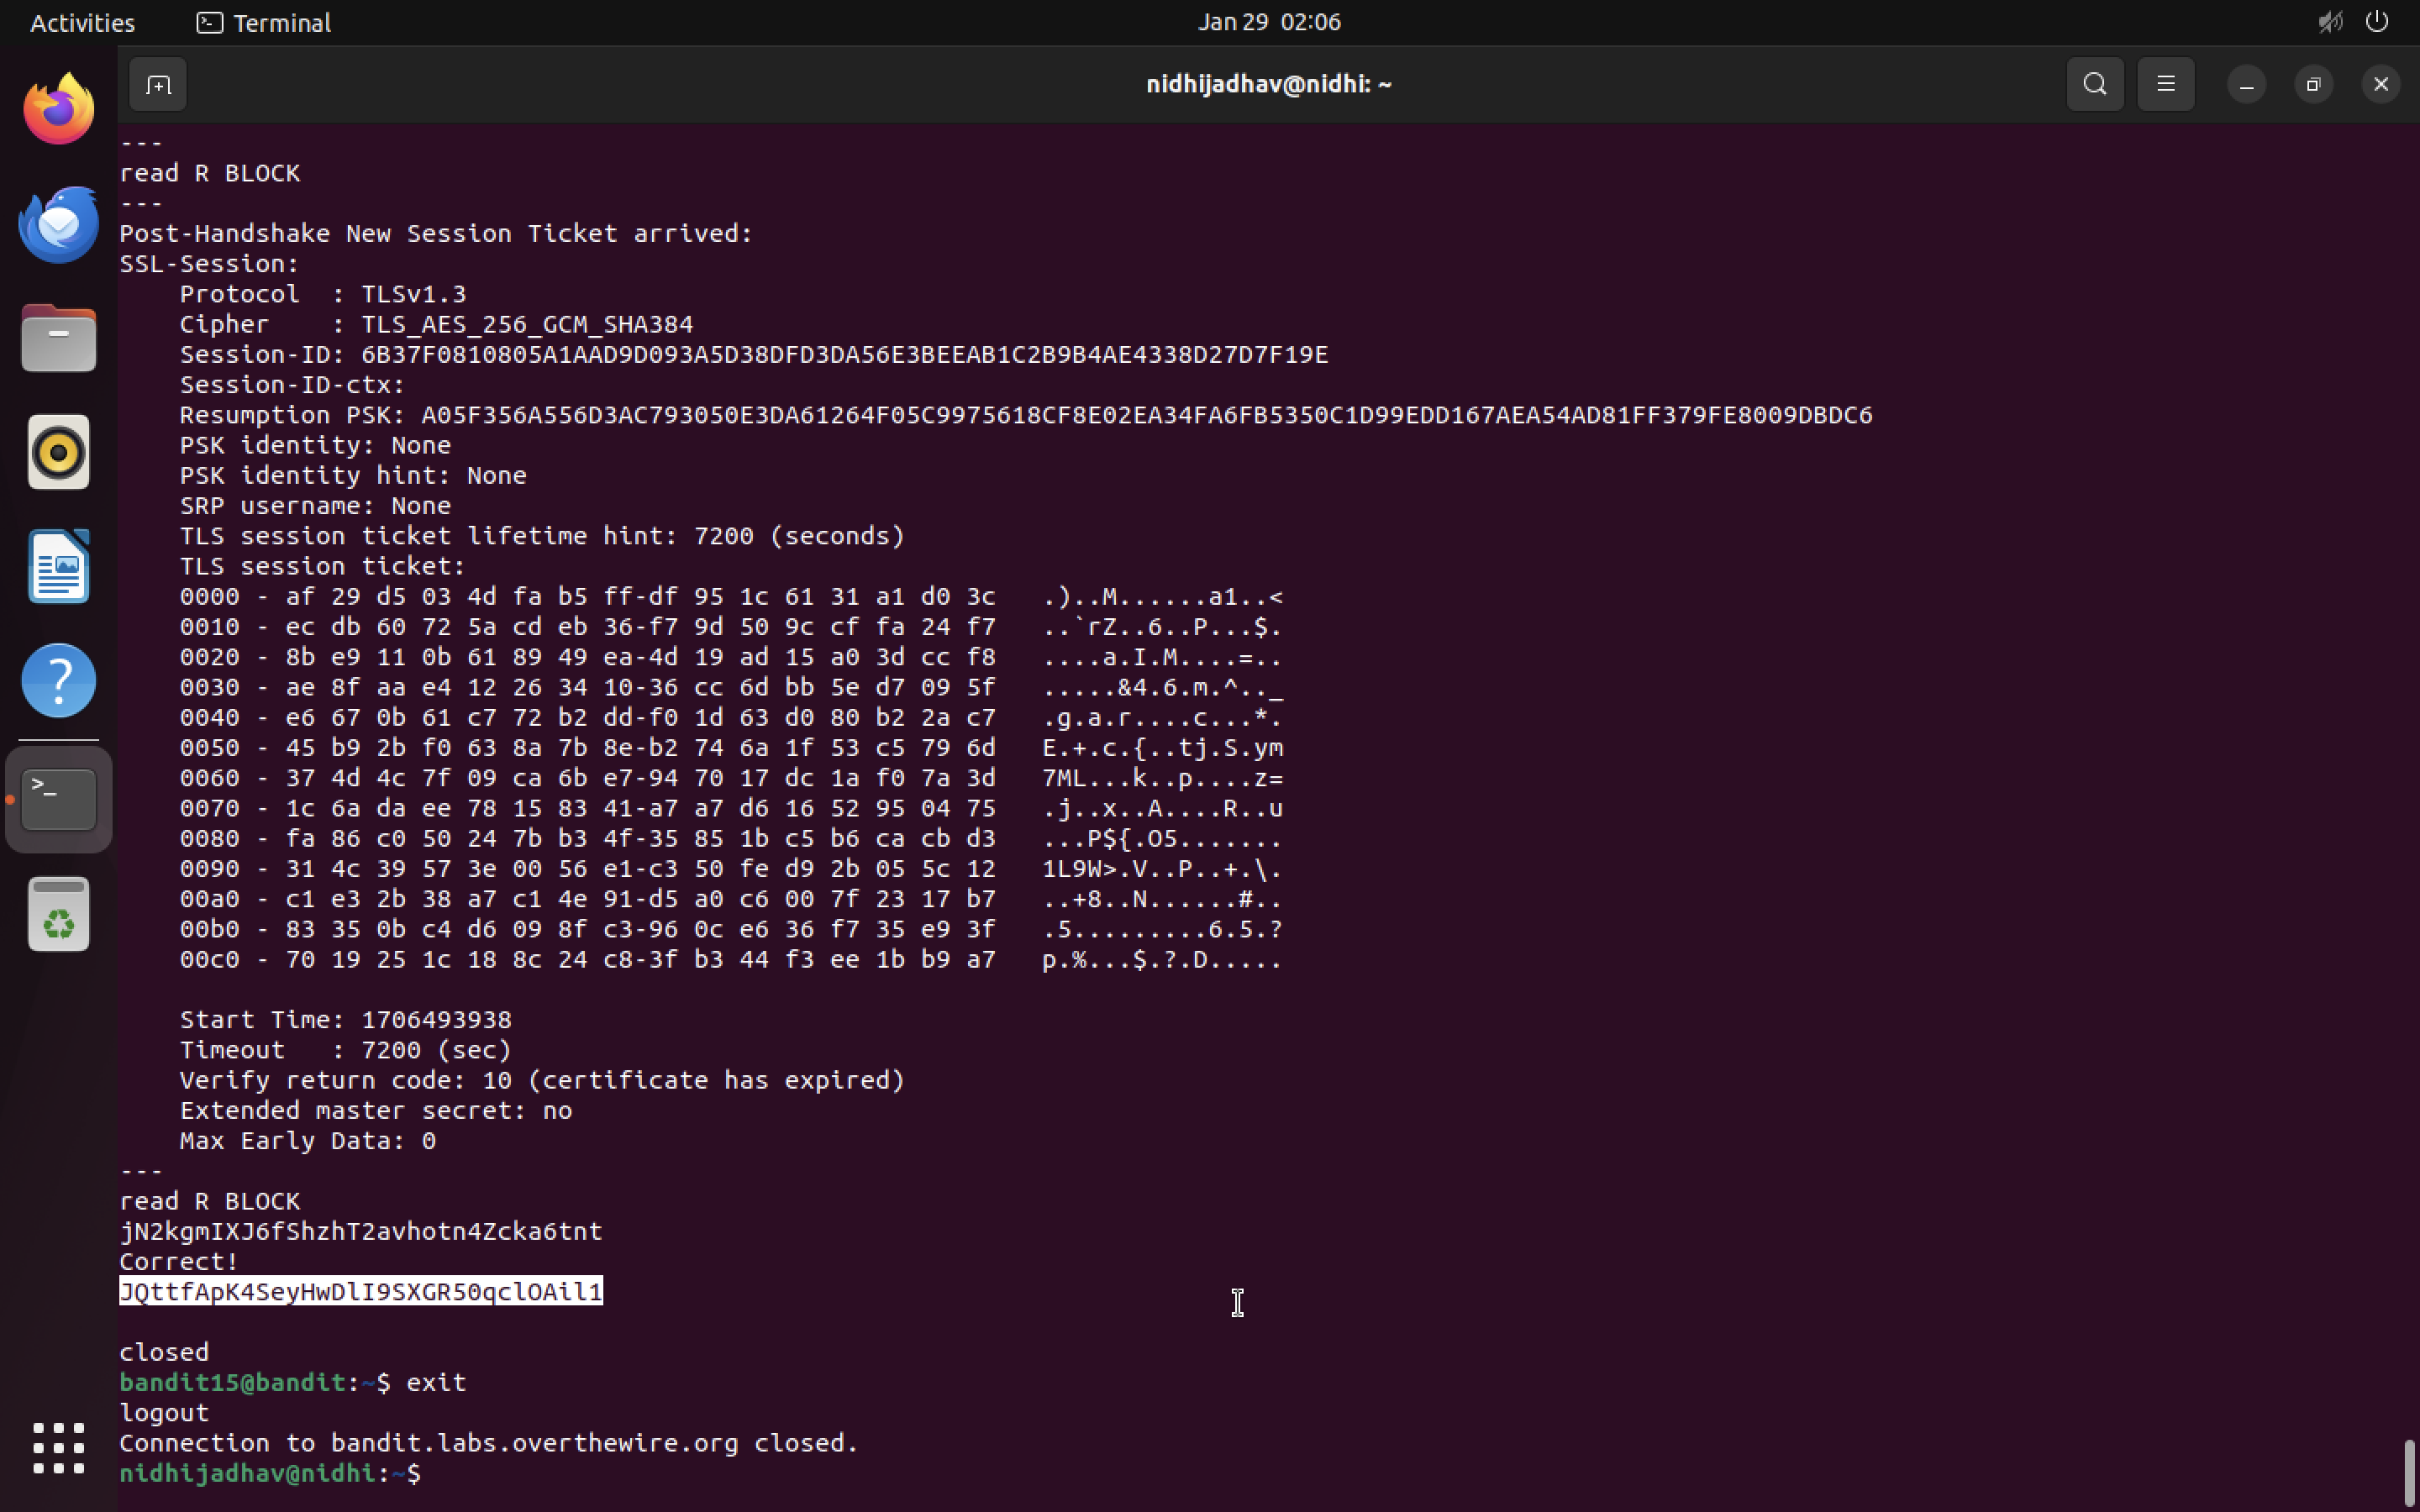 Activities Terminal Jan 29 02:06
nidhijadhav@nidhi: ~
---
read R BLOCK
---
Post-Handshake New Session Ticket arrived:
SSL-Session:
    Protocol  : TLSv1.3
    Cipher    : TLS_AES_256_GCM_SHA384
    Session-ID: 6B37F0810805A1AAD9D093A5D38DFD3DA56E3BEEAB1C2B9B4AE4338D27D7F19E
    Session-ID-ctx:
    Resumption PSK: A05F356A556D3AC793050E3DA61264F05C9975618CF8E02EA34FA6FB5350C1D99EDD167AEA54AD81FF379FE8009DBDC6
    PSK identity: None
    PSK identity hint: None
    SRP username: None
    TLS session ticket lifetime hint: 7200 (seconds)
    TLS session ticket:
    0000 - af 29 d5 03 4d fa b5 ff-df 95 1c 61 31 a1 d0 3c   .)..M......a1..<
    0010 - ec db 60 72 5a cd eb 36-f7 9d 50 9c cf fa 24 f7   ..`rZ..6..P...$.
    0020 - 8b e9 11 0b 61 89 49 ea-4d 19 ad 15 a0 3d cc f8   ....a.I.M....=..
    0030 - ae 8f aa e4 12 26 34 10-36 cc 6d bb 5e d7 09 5f   .....&4.6.m.^.._
    0040 - e6 67 0b 61 c7 72 b2 dd-f0 1d 63 d0 80 b2 2a c7   .g.a.r....c...*.
    0050 - 45 b9 2b f0 63 8a 7b 8e-b2 74 6a 1f 53 c5 79 6d   E.+.c.{..tj.S.ym
    0060 - 37 4d 4c 7f 09 ca 6b e7-94 70 17 dc 1a f0 7a 3d   7ML...k..p....z=
    0070 - 1c 6a da ee 78 15 83 41-a7 a7 d6 16 52 95 04 75   .j..x..A....R..u
    0080 - fa 86 c0 50 24 7b b3 4f-35 85 1b c5 b6 ca cb d3   ...P${.O5.......
    0090 - 31 4c 39 57 3e 00 56 e1-c3 50 fe d9 2b 05 5c 12   1L9W>.V..P..+.\.
    00a0 - c1 e3 2b 38 a7 c1 4e 91-d5 a0 c6 00 7f 23 17 b7   ..+8..N......#..
    00b0 - 83 35 0b c4 d6 09 8f c3-96 0c e6 36 f7 35 e9 3f   .5.........6.5.?
    00c0 - 70 19 25 1c 18 8c 24 c8-3f b3 44 f3 ee 1b b9 a7   p.%...$.?.D.....
    Start Time: 1706493938
    Timeout   : 7200 (sec)
    Verify return code: 10 (certificate has expired)
    Extended master secret: no
    Max Early Data: 0
---
read R BLOCK
jN2kgmIXJ6fShzhT2avhotn4Zcka6tnt
Correct!
JQttfApK4SeyHwDlI9SXGR50qclOAil1
closed
bandit15@bandit:~$ exit
logout
Connection to bandit.labs.overthewire.org closed.
nidhijadhav@nidhi:~$